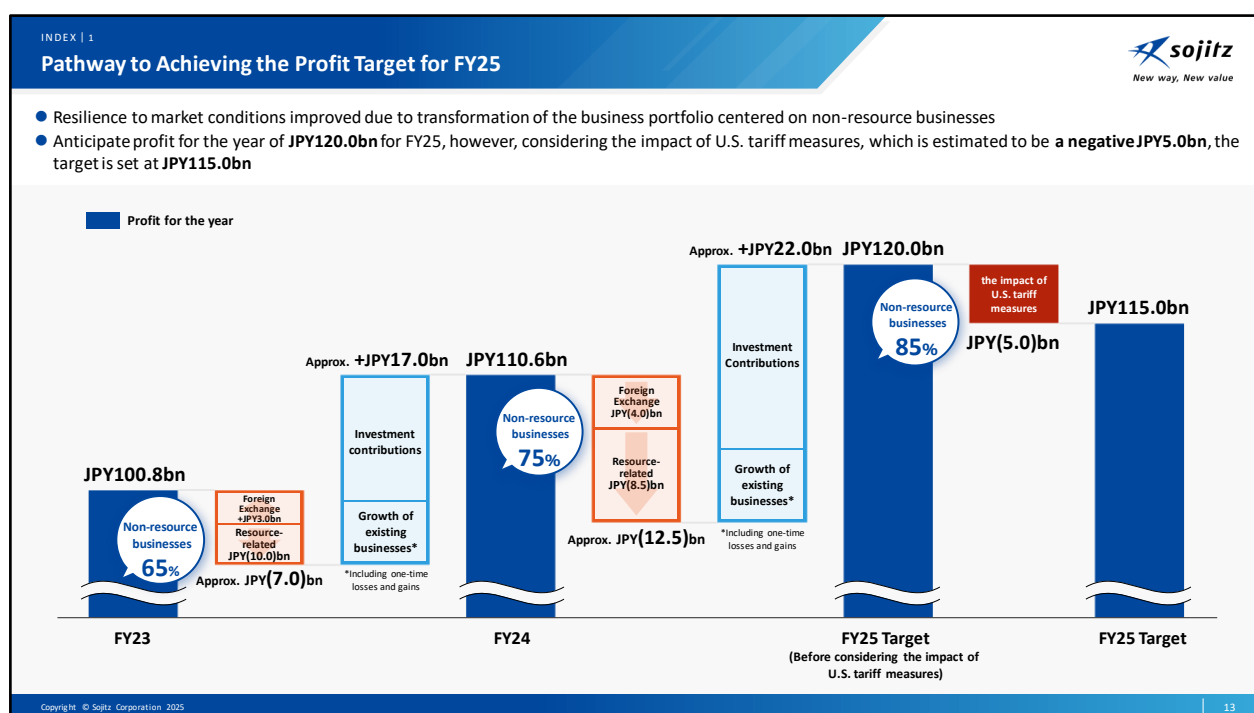 INDEX | 1
Pathway to Achieving the Profit Target for FY25
sojitz
New way, New value
● Resilience to market conditions improved due to transformation of the business portfolio centered on non-resource businesses
● Anticipate profit for the year of JPY120.0bn for FY25, however, considering the impact of U.S. tariff measures, which is estimated to be a negative JPY5.0bn, the
target is set at JPY115.0bn
Profit for the year
JPY100.8bn
Non-resource
businesses
65%
Foreign
Exchange
+JPY3.0bn
Resource-
related
JPY(10.0)bn
Approx. JPY(7.0)bn
Approx. +JPY17.0bn
Investment
contributions
Growth of
existing
businesses*
*Including one-time
losses and gains
JPY110.6bn
Non-resource
businesses
75%
Foreign
Exchange
JPY(4.0)bn
Resource-
related
JPY(8.5)bn
Approx. JPY(12.5)bn
Approx. +JPY22.0bn
Investment
Contributions
Growth of
existing
businesses*
*Including one-time
losses and gains
JPY120.0bn
Non-resource
businesses
85%
the impact of
U.S. tariff
measures
JPY(5.0)bn
JPY115.0bn
FY23
FY24
FY25 Target
(Before considering the impact of
U.S. tariff measures)
FY25 Target
Copyright © Sojitz Corporation 2025
13